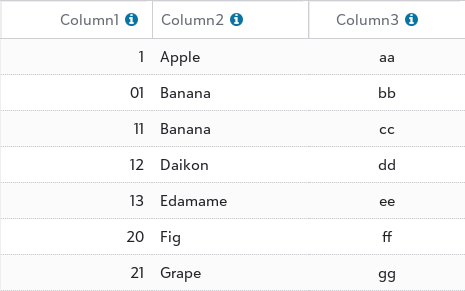 Column1 Column2 Column3
1 Apple aa
01 Banana bb
11 Banana cc
12 Daikon dd
13 Edamame ee
20 Fig ff
21 Grape gg